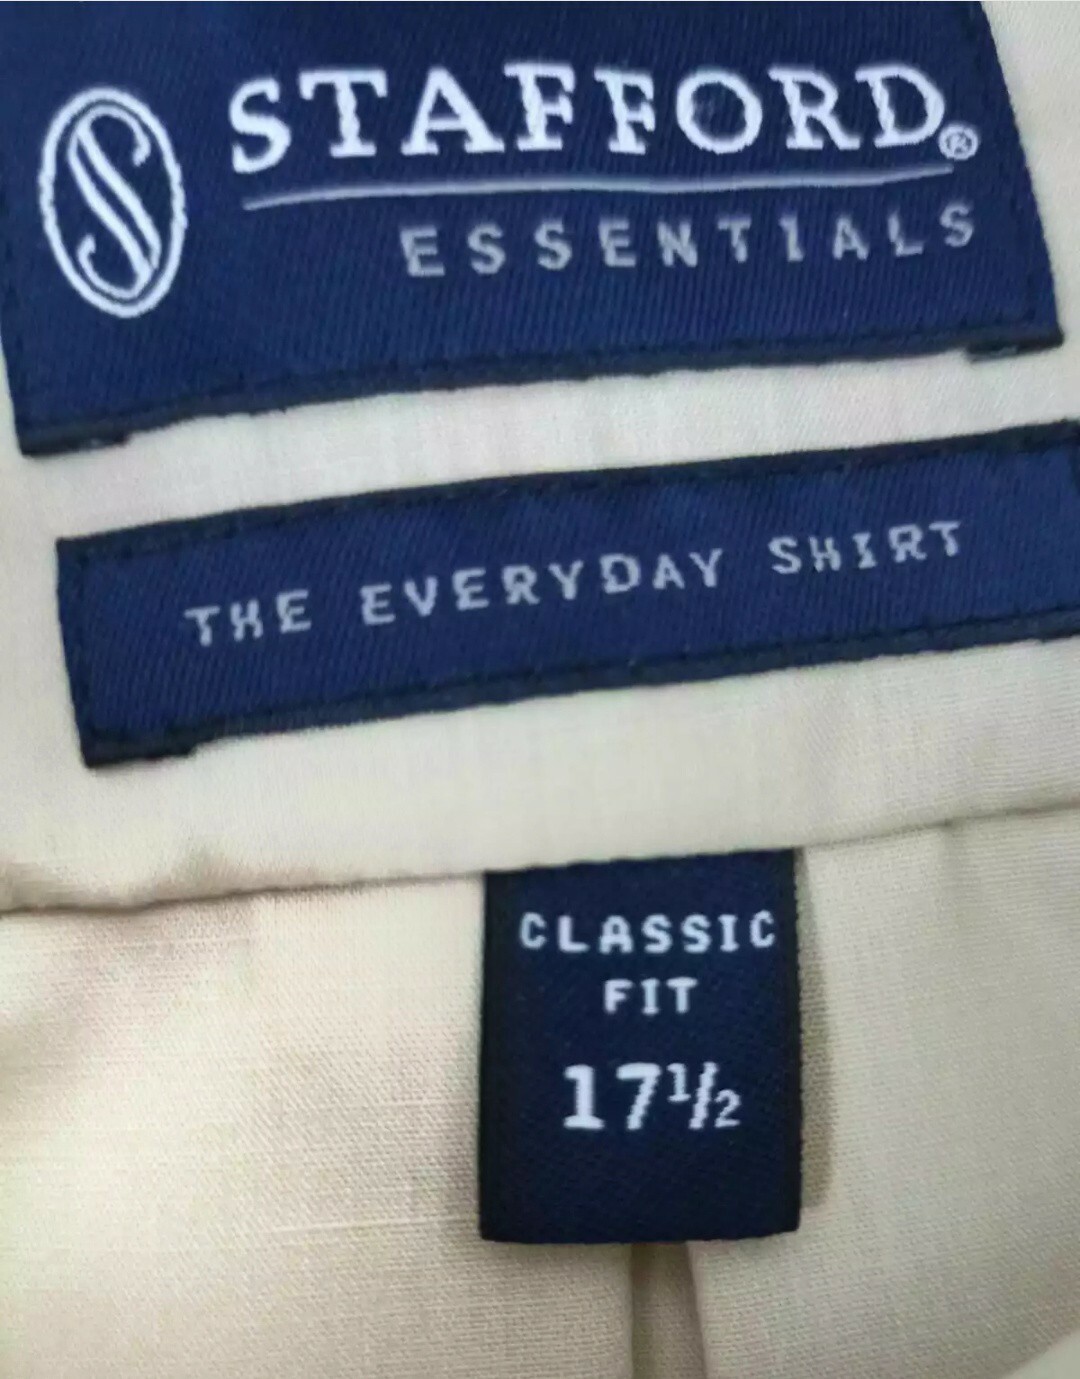 S STAFFORD®
ESSENTIALS
THE EVERYDAY SHIRT
CLASSIC
FIT
17½